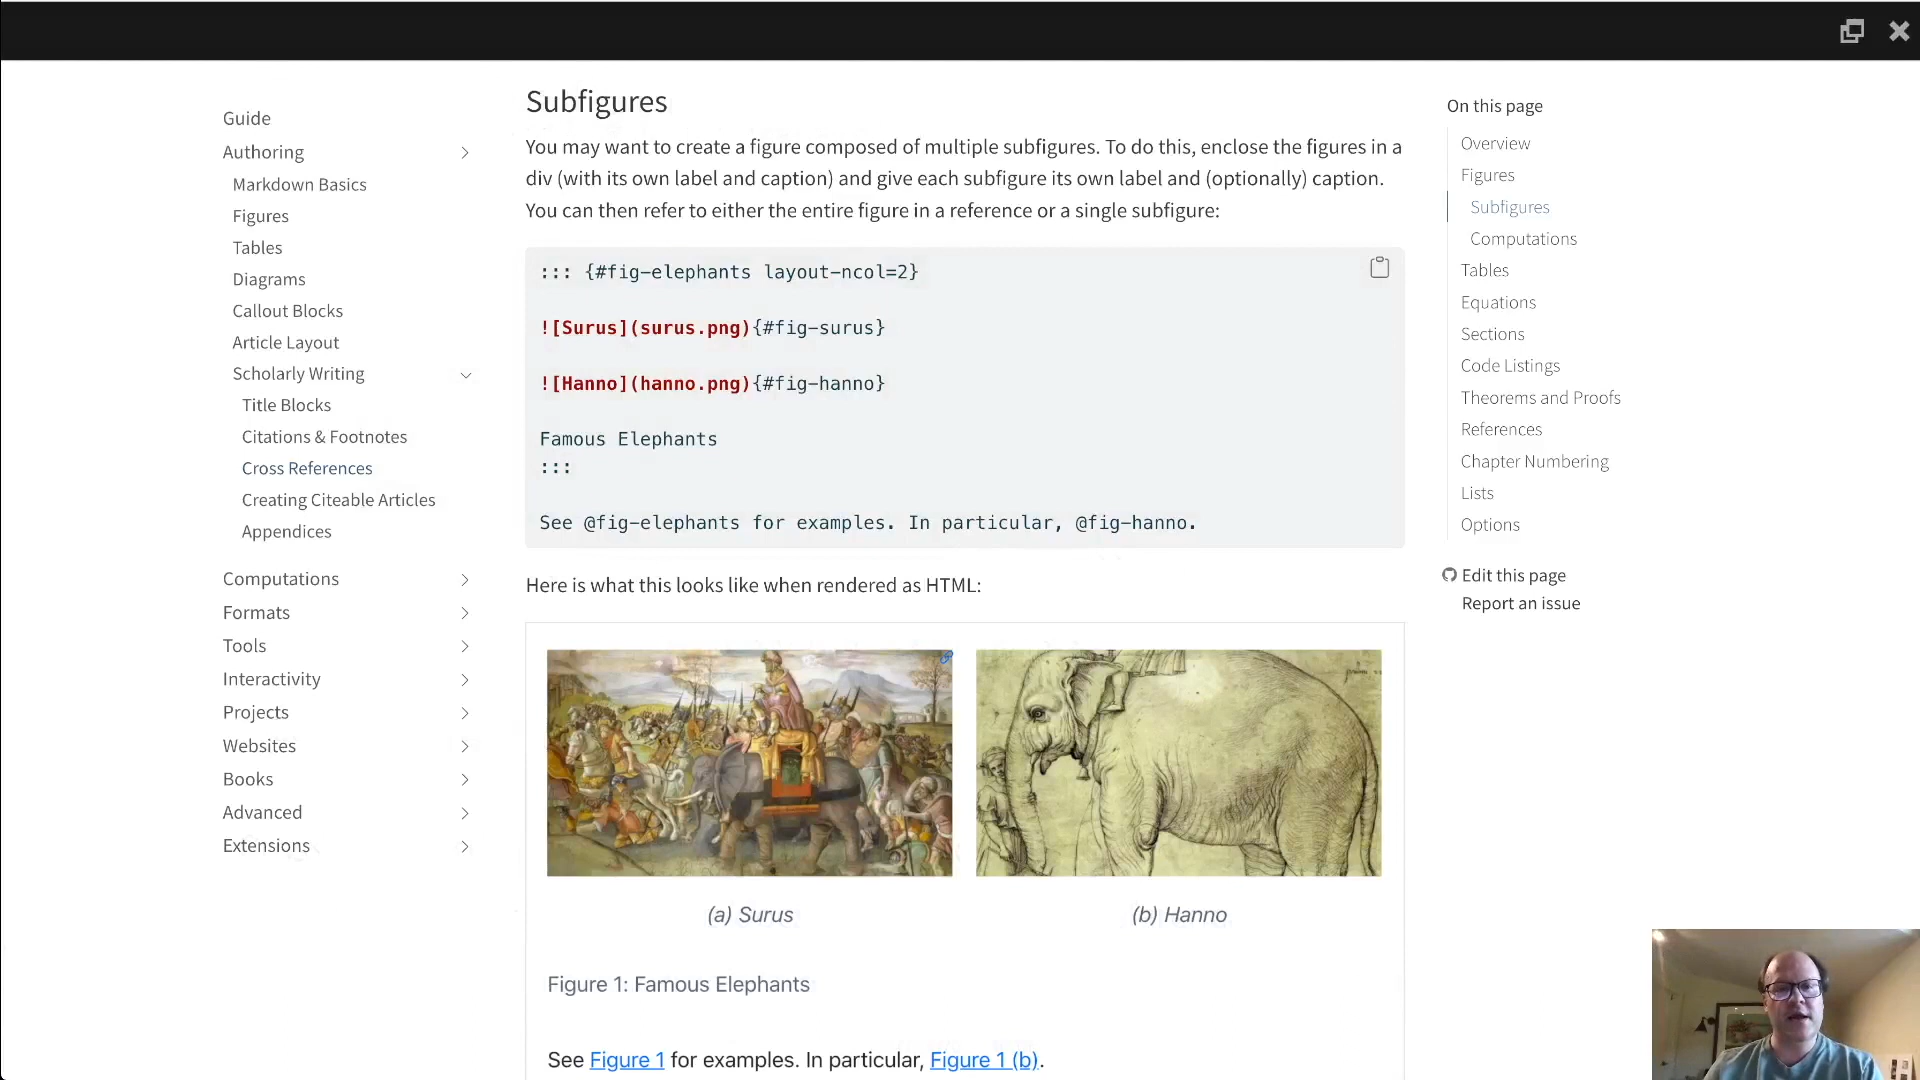 Guide
Authoring
Markdown Basics
Figures
Tables
Diagrams
Callout Blocks
Article Layout
Scholarly Writing
Title Blocks
Citations & Footnotes
Cross References
Creating Citeable Articles
Appendices
Computations
Formats
Tools
Interactivity
Projects
Websites
Books
Advanced
Extensions
Subfigures
You may want to create a figure composed of multiple subfigures. To do this, enclose the figures in a
div (with its own label and caption) and give each subfigure its own label and (optionally) caption.
You can then refer to either the entire figure in a reference or a single subfigure:
::: {#fig-elephants layout-ncol=2}
![Surus](surus.png){#fig-surus}
![Hanno](hanno.png){#fig-hanno}
Famous Elephants
:::
See @fig-elephants for examples. In particular, @fig-hanno.
Here is what this looks like when rendered as HTML:
(a) Surus
(b) Hanno
Figure 1: Famous Elephants
See Figure 1 for examples. In particular, Figure 1 (b).
On this page
Overview
Figures
Subfigures
Computations
Tables
Equations
Sections
Code Listings
Theorems and Proofs
References
Chapter Numbering
Lists
Options
Edit this page
Report an issue